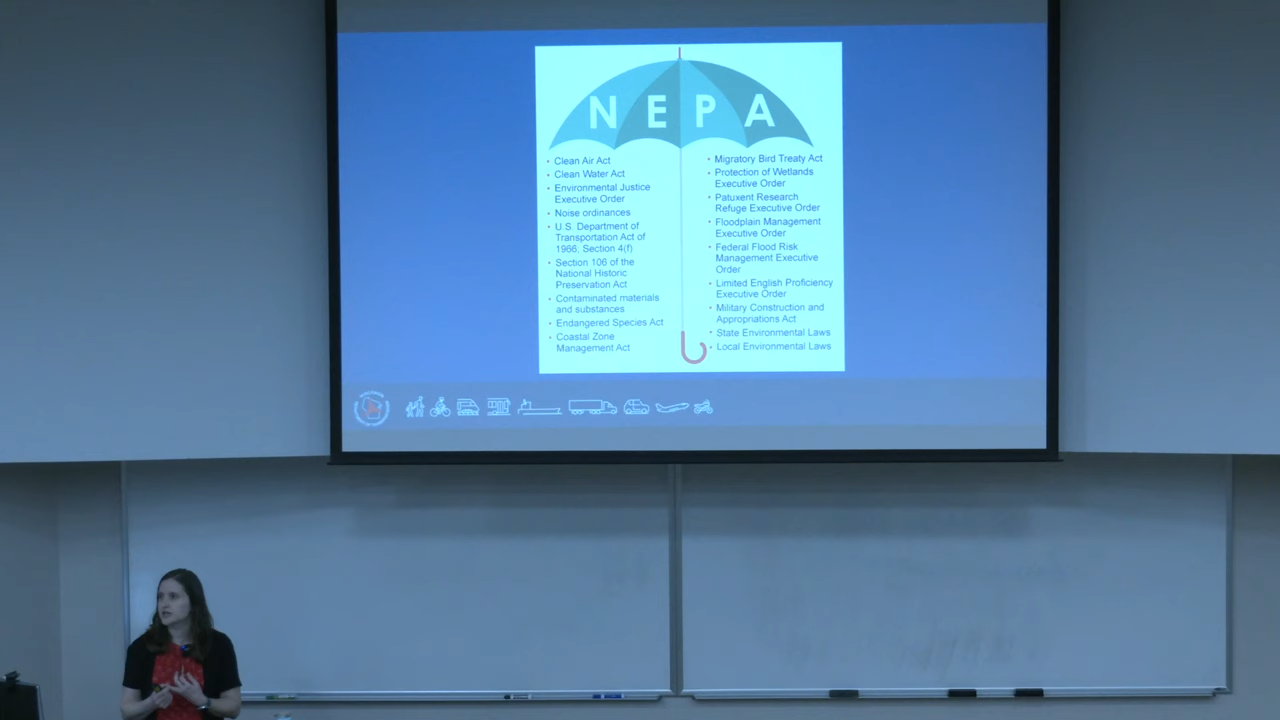 NEPA
• Clean Air Act
• Clean Water Act
• Environmental Justice
Executive Order
• Noise ordinances
• U.S. Department of
Transportation Act of
1966, Section 4(f)
• Section 106 of the
National Historic
Preservation Act
• Contaminated materials
and substances
• Endangered Species Act
• Coastal Zone
Management Act
• Migratory Bird Treaty Act
• Protection of Wetlands
Executive Order
• Patuxent Research
Refuge Executive Order
• Floodplain Management
Executive Order
• Federal Flood Risk
Management Executive
Order
• Limited English Proficiency
Executive Order
• Military Construction and
Appropriations Act
• State Environmental Laws
• Local Environmental Laws